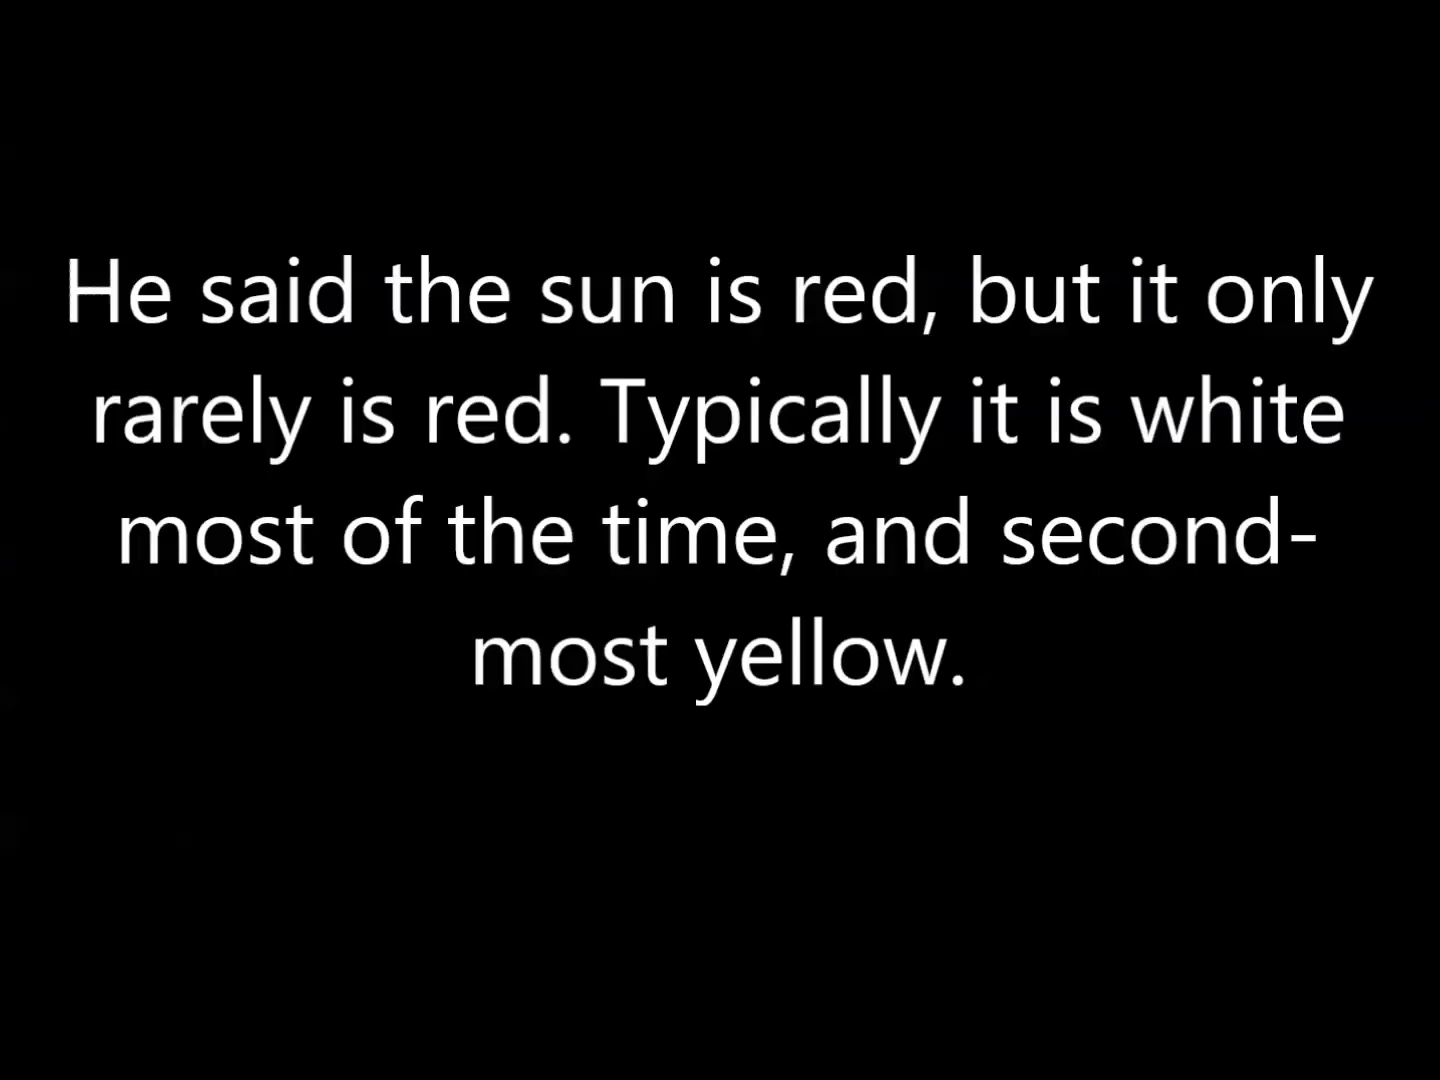 He said the sun is red, but it only
rarely is red. Typically it is white
most of the time, and second-
most yellow.